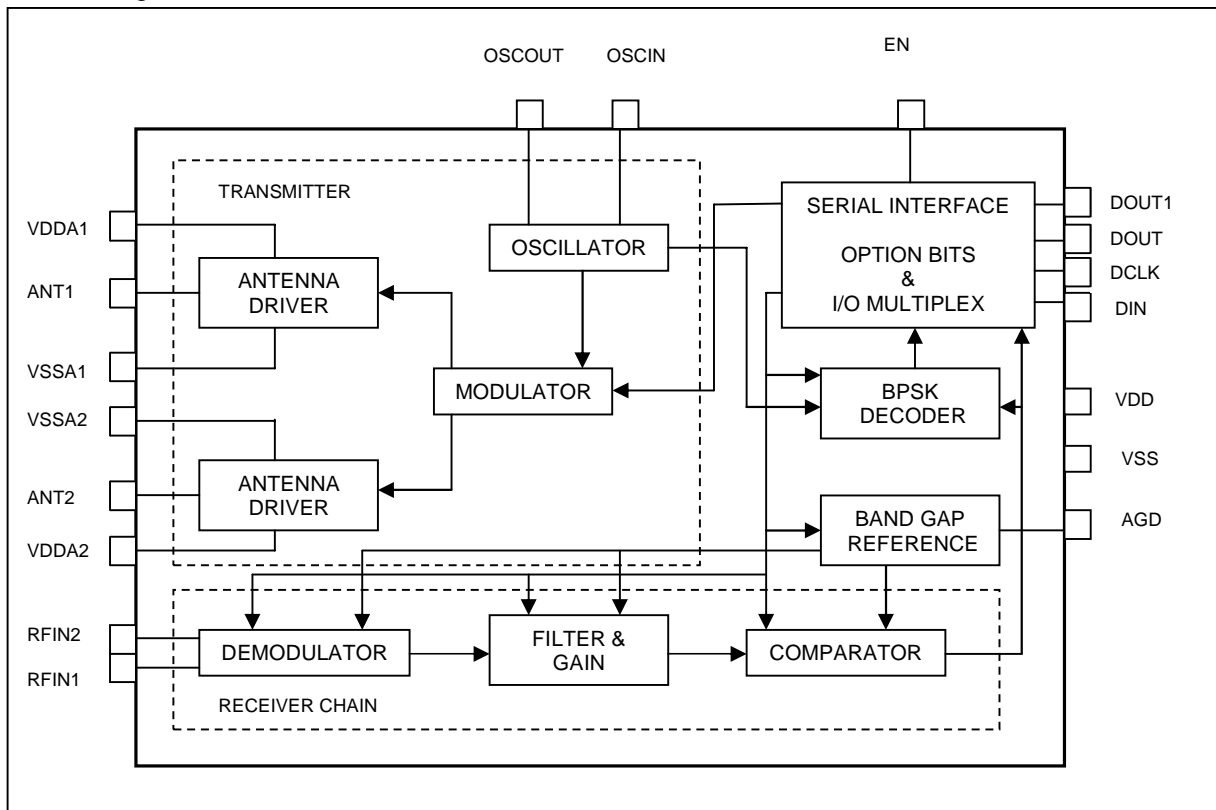 OSCOUT
OSCIN
EN
TRANSMITTER
VDDA1
ANT1
VSSA1
VSSA2
ANT2
VDDA2
RFIN2
RFIN1
ANTENNA
DRIVER
ANTENNA
DRIVER
OSCILLATOR
MODULATOR
SERIAL INTERFACE
OPTION BITS
&
I/O MULTIPLEX
BPSK
DECODER
BAND GAP
REFERENCE
DEMODULATOR
FILTER &
GAIN
COMPARATOR
RECEIVER CHAIN
DOUT1
DOUT
DCLK
DIN
VDD
VSS
AGD